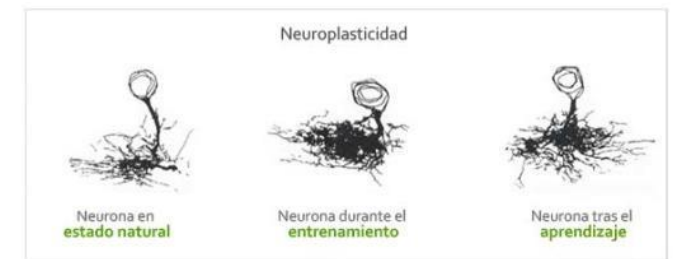 Neuroplasticidad
Neurona en
estado natural
Neurona durante el
entrenamiento
Neurona tras el
aprendizaje